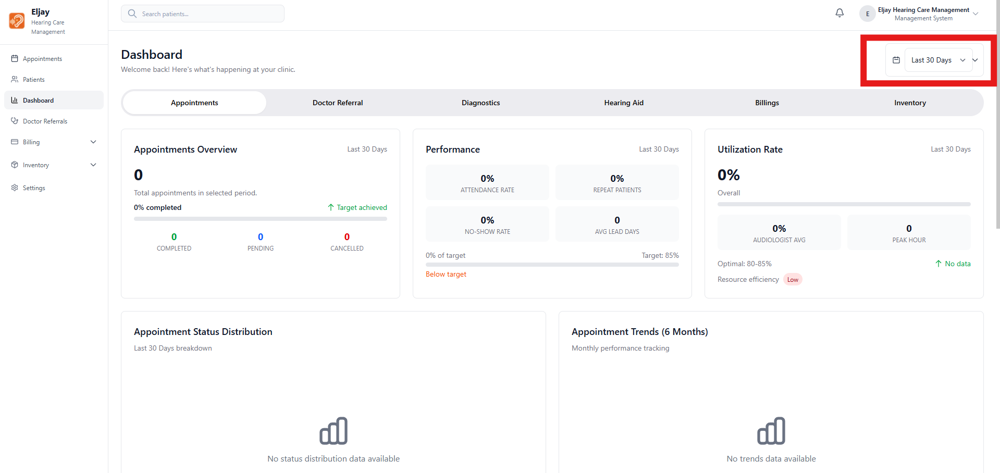 Eljay
Hearing Care
Management
Search patients...
E
Eljay Hearing Care Management
Management System
Appointments
Patients
Dashboard
Doctor Referrals
Billing
Inventory
Settings
Dashboard
Welcome back! Here's what's happening at your clinic.
Last 30 Days
Appointments
Doctor Referral
Diagnostics
Hearing Aid
Billings
Inventory
Appointments Overview
Last 30 Days
0
Total appointments in selected period.
0% completed
Target achieved
0
COMPLETED
0
PENDING
0
CANCELLED
Performance
Last 30 Days
0%
ATTENDANCE RATE
0%
REPEAT PATIENTS
0%
NO-SHOW RATE
0
AVG LEAD DAYS
0% of target
Target: 85%
Below target
Utilization Rate
Last 30 Days
0%
Overall
0%
AUDIOLOGIST AVG
0
PEAK HOUR
Optimal: 80-85%
No data
Resource efficiency
Low
Appointment Status Distribution
Last 30 Days breakdown
No status distribution data available
Appointment Trends (6 Months)
Monthly performance tracking
No trends data available